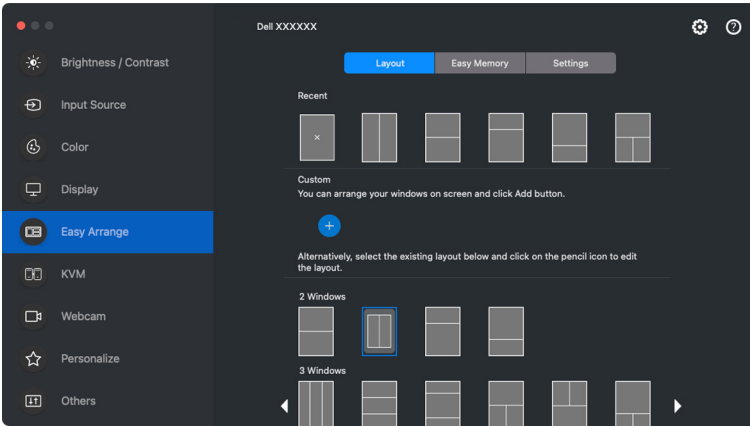 Dell XXXXXX
Brightness / Contrast
Input Source
Color
Display
Easy Arrange
KVM
Webcam
Personalize
Others
Layout
Easy Memory
Settings
Recent
Custom
You can arrange your windows on screen and click Add button.
Alternatively, select the existing layout below and click on the pencil icon to edit
the layout.
2 Windows
3 Windows